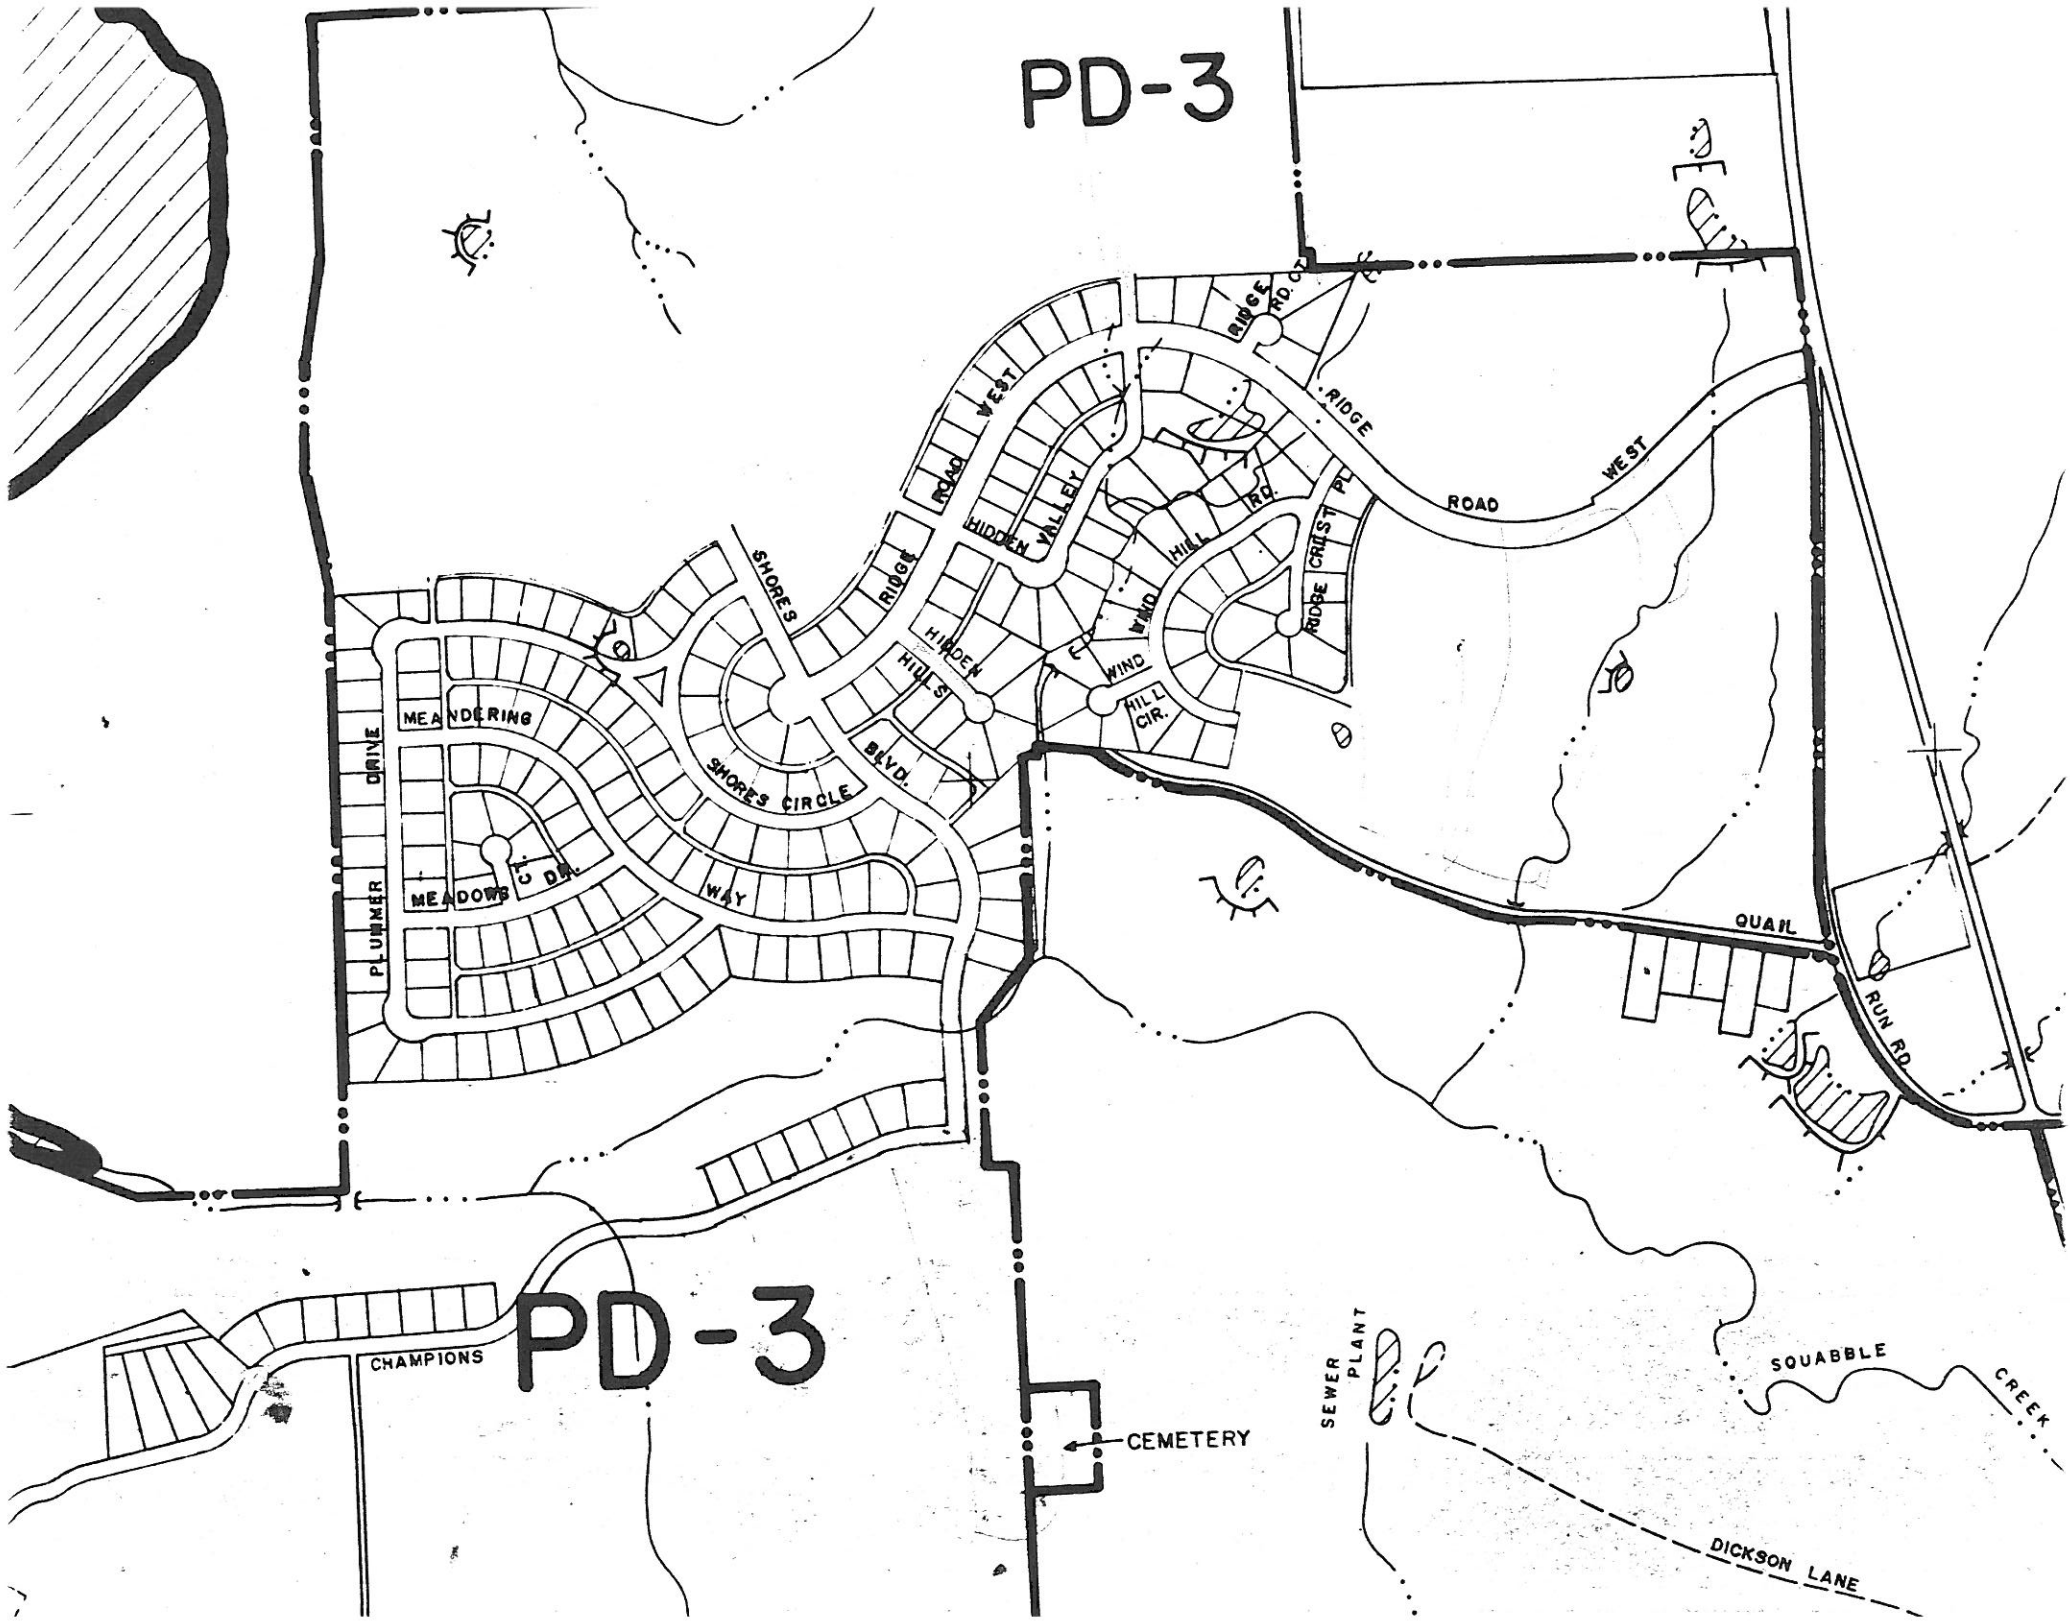 PD-3
RIDGE
RD. CT.
WEST
RIDGE
ROAD
WEST
ROAD
RIDGE
HIDDEN
VALLEY
WIND
HILL
RD.
RIDGE
CREST
PL
SHORES
HIDDEN
HILLS
WIND
HILL
CIR.
MEANDERING
WAY
PLUMMER
DRIVE
SHORES CIRCLE
BLVD.
MEADOWS
CT.
DR.
QUAIL
RUN RD.
PD-3
CHAMPIONS
CEMETERY
SEWER
PLANT
SQUABBLE
CREEK
DICKSON LANE